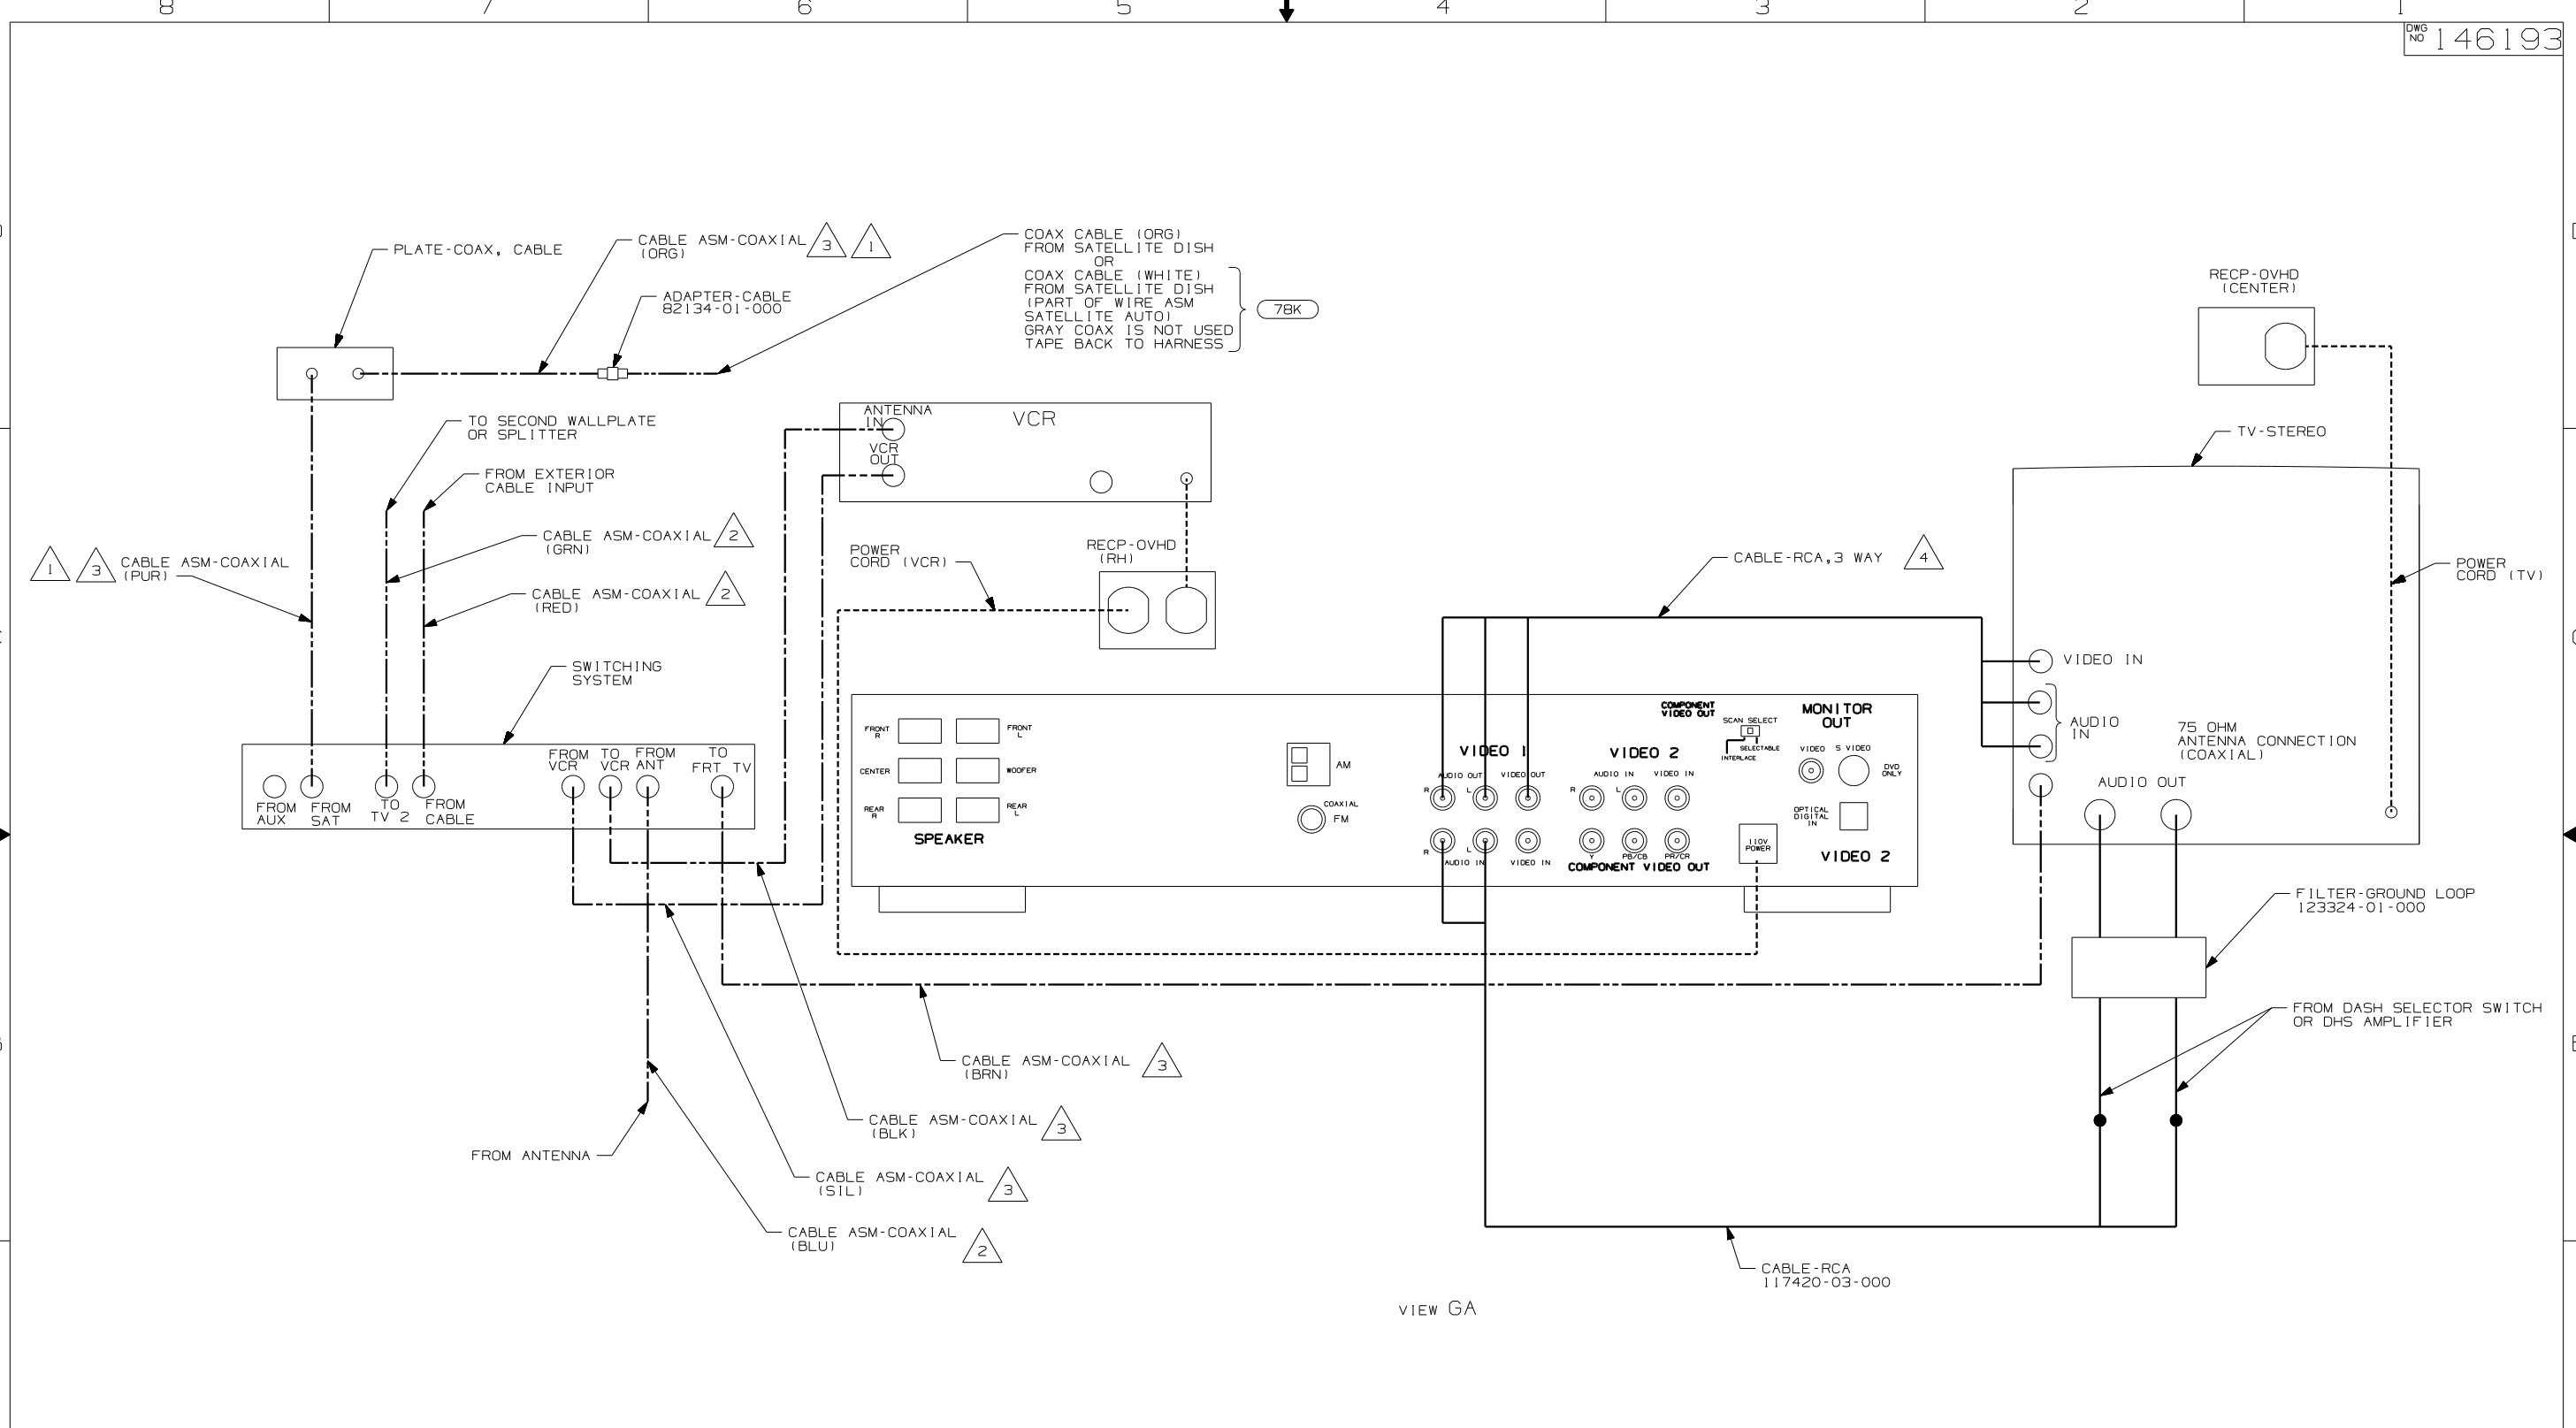 8 7 6 5 4 3 2 1
DWG
NO 146193
PLATE-COAX, CABLE
CABLE ASM-COAXIAL 3 1
(ORG)
ADAPTER-CABLE
82134-01-000
COAX CABLE (ORG)
FROM SATELLITE DISH
OR
COAX CABLE (WHITE)
FROM SATELLITE DISH
(PART OF WIRE ASM
SATELLITE AUTO)
GRAY COAX IS NOT USED
TAPE BACK TO HARNESS
78K
RECP-OVHD
(CENTER)
TO SECOND WALLPLATE
OR SPLITTER
FROM EXTERIOR
CABLE INPUT
CABLE ASM-COAXIAL 2
(GRN)
1 3 CABLE ASM-COAXIAL
(PUR)
CABLE ASM-COAXIAL 2
(RED)
SWITCHING
SYSTEM
ANTENNA
IN
VCR
VCR
OUT
POWER
CORD (VCR)
RECP-OVHD
(RH)
CABLE-RCA,3 WAY 4
TV-STEREO
POWER
CORD (TV)
VIDEO IN
AUDIO
IN
75 OHM
ANTENNA CONNECTION
(COAXIAL)
AUDIO OUT
FROM
VCR
TO
VCR
FROM
ANT
TO
FRT TV
FROM
AUX
FROM
SAT
TO
TV 2
FROM
CABLE
FRONT
R
FRONT
L
CENTER
WOOFER
REAR
R
REAR
L
SPEAKER
AM
COAXIAL
FM
VIDEO 1
AUDIO OUT VIDEO OUT
R L
R L
AUDIO IN VIDEO IN
VIDEO 2
AUDIO IN VIDEO IN
R L
Y PB/CB PR/CR
COMPONENT VIDEO OUT
COMPONENT
VIDEO OUT
SCAN SELECT
SELECTABLE
INTERLACE
MONITOR
OUT
VIDEO S VIDEO
DVD
ONLY
OPTICAL
DIGITAL
IN
110V
POWER
VIDEO 2
FILTER-GROUND LOOP
123324-01-000
FROM DASH SELECTOR SWITCH
OR DHS AMPLIFIER
CABLE ASM-COAXIAL 3
(BRN)
CABLE ASM-COAXIAL 3
(BLK)
FROM ANTENNA
CABLE ASM-COAXIAL 3
(SIL)
CABLE ASM-COAXIAL 2
(BLU)
CABLE-RCA
117420-03-000
VIEW GA